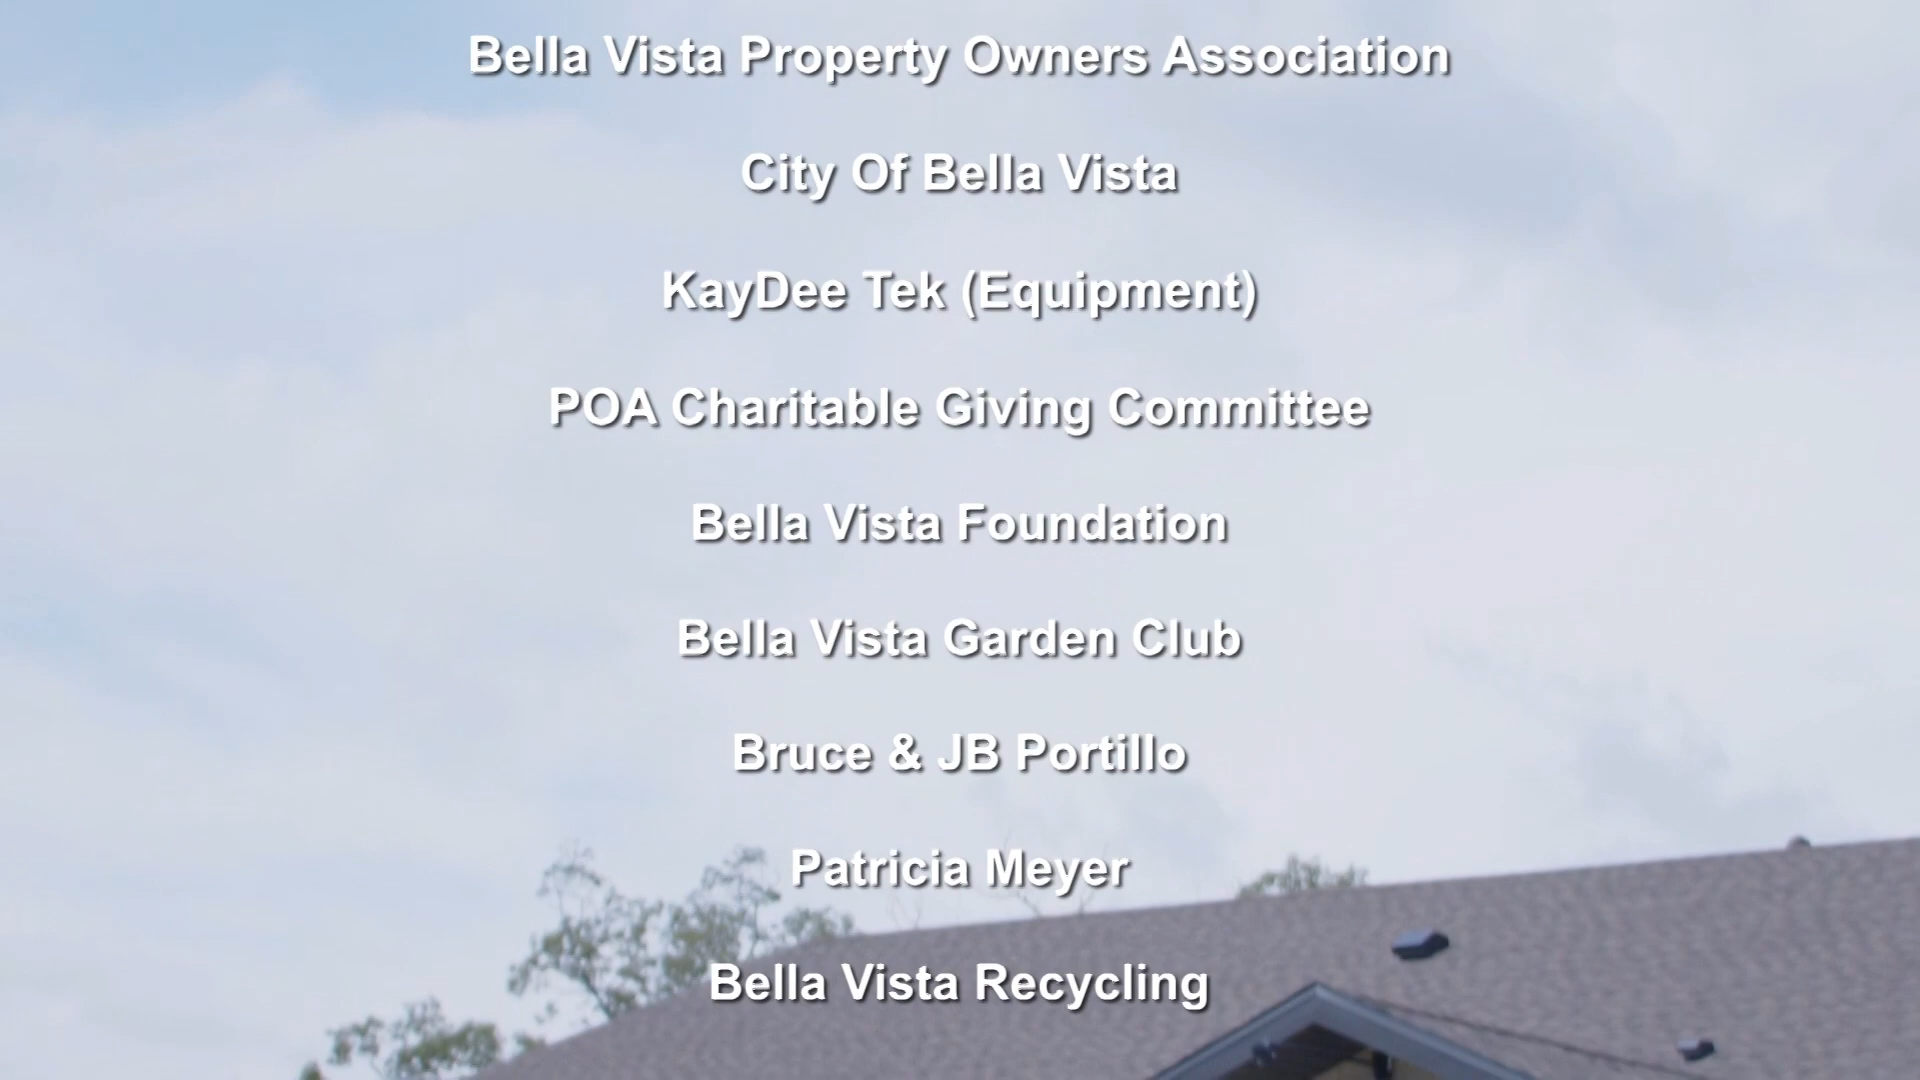 Bella Vista Property Owners Association
City Of Bella Vista
KayDee Tek (Equipment)
POA Charitable Giving Committee
Bella Vista Foundation
Bella Vista Garden Club
Bruce & JB Portillo
Patricia Meyer
Bella Vista Recycling